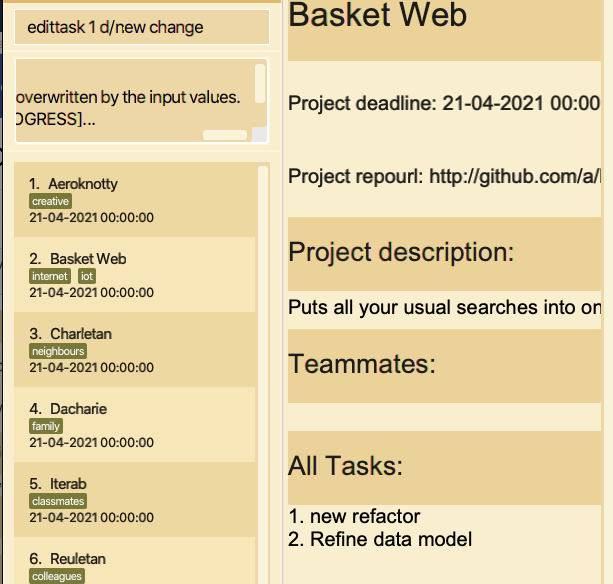 edittask 1 d/new change
overwritten by the input values.
OGRESS]...
1. Aeroknotty
creative
21-04-2021 00:00:00
2. Basket Web
internet iot
21-04-2021 00:00:00
3. Charletan
neighbours
21-04-2021 00:00:00
4. Dacharie
family
21-04-2021 00:00:00
5. Iterab
classmates
21-04-2021 00:00:00
6. Reuletan
colleagues
Basket Web
Project deadline: 21-04-2021 00:00
Project repourl: http://github.com/a/
Project description:
Puts all your usual searches into on
Teammates:
All Tasks:
1. new refactor
2. Refine data model